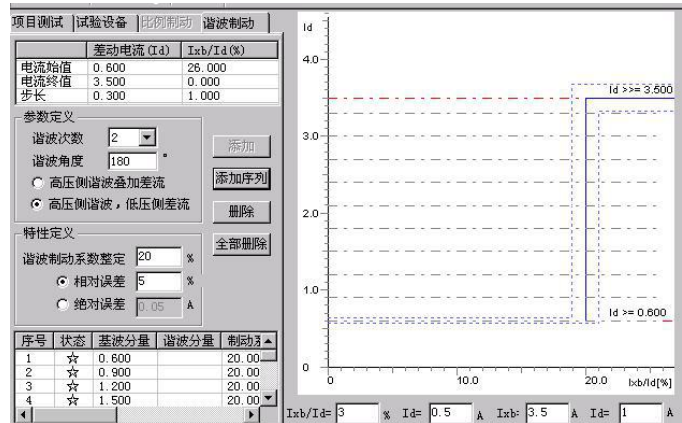 项目测试 试验设备 比例制动 谐波制动
差动电流(Id) Ixb/Id(%)
电流始值 0.600 26.000
电流终值 3.500 0.000
步长 0.300 1.000
参数定义
谐波次数 2
谐波角度 180 °
高压侧谐波叠加差流
高压侧谐波，低压侧差流
添加
添加序列
删除
全部删除
特性定义
谐波制动系数整定 20 %
相对误差 5 %
绝对误差 0.05 A
序号 状态 基波分量 谐波分量 制动系
1 ☆ 0.600 20.00
2 ☆ 0.900 20.00
3 ☆ 1.200 20.00
4 ☆ 1.500 20.00
Id
4.0
Id >>= 3.500
3.0
2.0
1.0
Id >= 0.600
0
0 10.0 20.0 Ixb/Id[%]
Ixb/Id= 3 % Id= 0.5 A Ixb= 3.5 A Id= 1 A